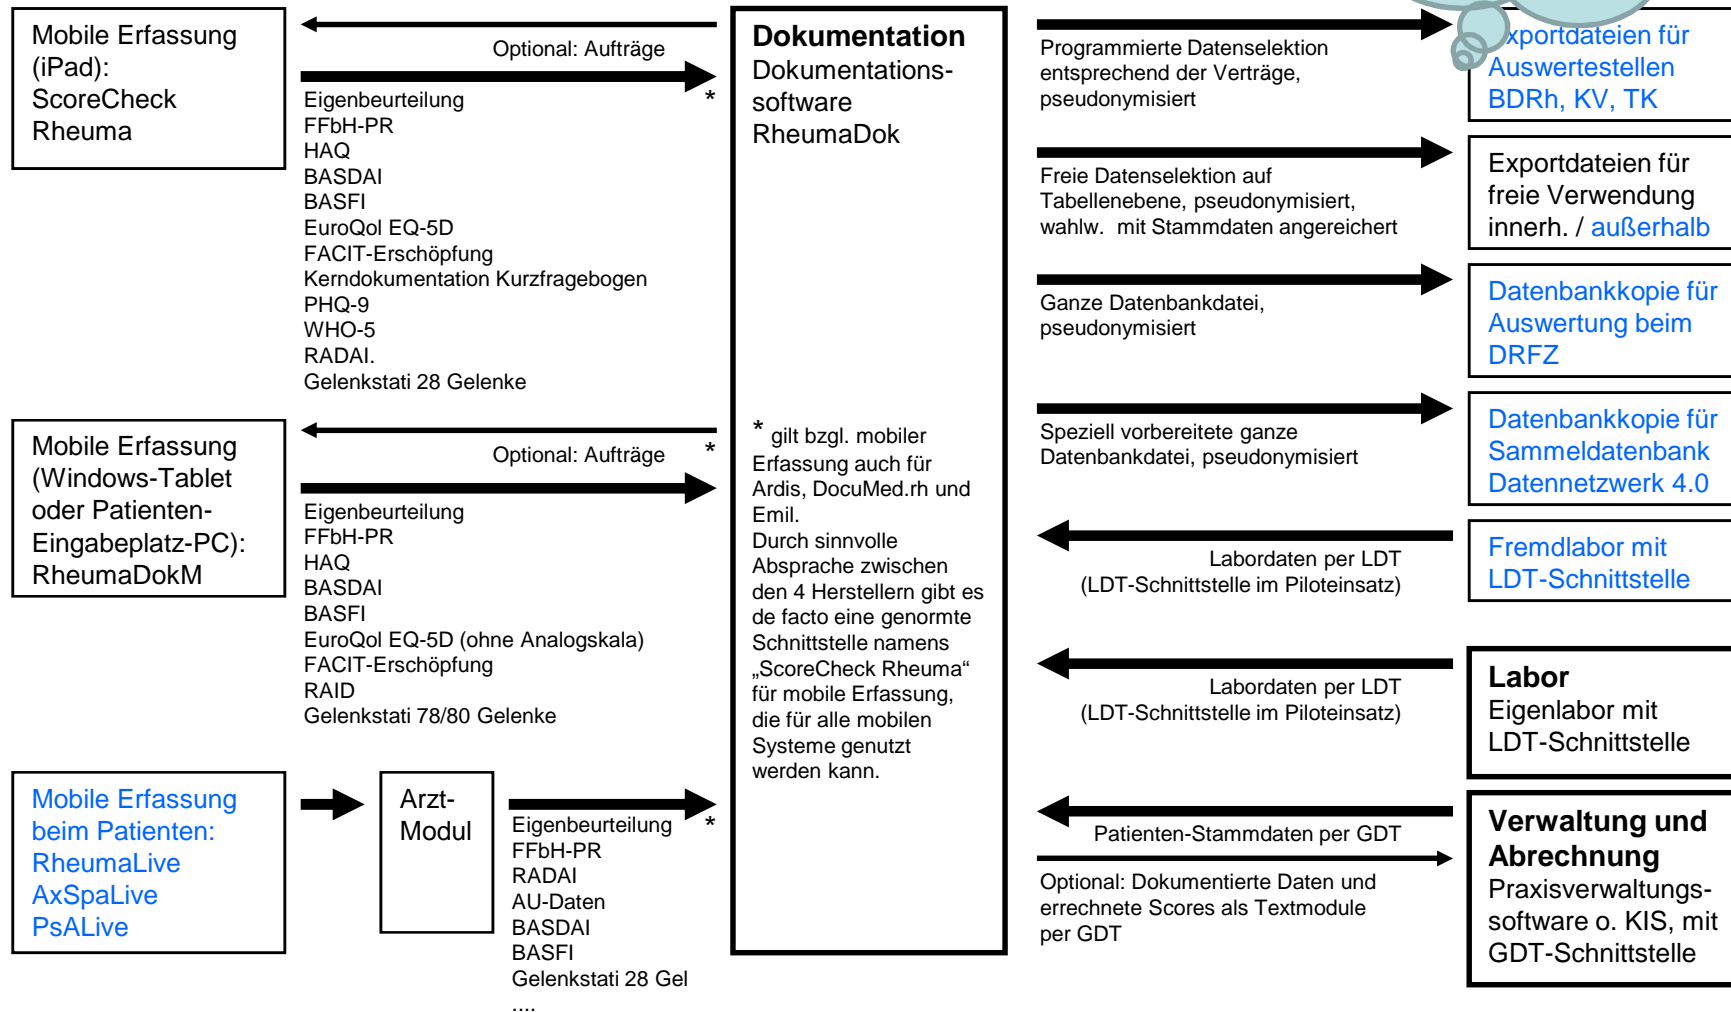 Mobile Erfassung
(iPad):
ScoreCheck
Rheuma
Optional: Aufträge
*
Eigenbeurteilung
FFbH-PR
HAQ
BASDAI
BASFI
EuroQol EQ-5D
FACIT-Erschöpfung
Kerndokumentation Kurzfragebogen
PHQ-9
WHO-5
RADAI.
Gelenkstati 28 Gelenke
Mobile Erfassung
(Windows-Tablet
oder Patienten-
Eingabeplatz-PC):
RheumaDokM
Optional: Aufträge
*
Eigenbeurteilung
FFbH-PR
HAQ
BASDAI
BASFI
EuroQol EQ-5D (ohne Analogskala)
FACIT-Erschöpfung
RAID
Gelenkstati 78/80 Gelenke
Mobile Erfassung
beim Patienten:
RheumaLive
AxSpaLive
PsALive
Arzt-
Modul
*
Eigenbeurteilung
FFbH-PR
RADAI
AU-Daten
BASDAI
BASFI
Gelenkstati 28 Gel
....
Dokumentation
Dokumentations-
software
RheumaDok
* gilt bzgl. mobiler
Erfassung auch für
Ardis, DocuMed.rh und
Emil.
Durch sinnvolle
Absprache zwischen
den 4 Herstellern gibt es
de facto eine genormte
Schnittstelle namens
„ScoreCheck Rheuma“
für mobile Erfassung,
die für alle mobilen
Systeme genutzt
werden kann.
Programmierte Datenselektion
entsprechend der Verträge,
pseudonymisiert
xportdateien für
Auswertestellen
BDRh, KV, TK
Freie Datenselektion auf
Tabellenebene, pseudonymisiert,
wahlw. mit Stammdaten angereichert
Exportdateien für
freie Verwendung
innerh. / außerhalb
Ganze Datenbankdatei,
pseudonymisiert
Datenbankkopie für
Auswertung beim
DRFZ
Speziell vorbereitete ganze
Datenbankdatei, pseudonymisiert
Datenbankkopie für
Sammeldatenbank
Datennetzwerk 4.0
Labordaten per LDT
(LDT-Schnittstelle im Piloteinsatz)
Fremdlabor mit
LDT-Schnittstelle
Labordaten per LDT
(LDT-Schnittstelle im Piloteinsatz)
Labor
Eigenlabor mit
LDT-Schnittstelle
Patienten-Stammdaten per GDT
Optional: Dokumentierte Daten und
errechnete Scores als Textmodule
per GDT
Verwaltung und
Abrechnung
Praxisverwaltungs-
software o. KIS, mit
GDT-Schnittstelle